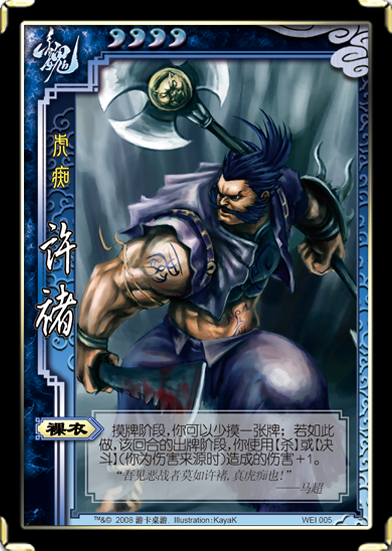 魏
虎痴
许褚
裸衣
摸牌阶段，你可以少摸一张牌；若如此
做，该回合的出牌阶段，你使用【杀】或【决
斗】（你为伤害来源时）造成的伤害+1。
“吾见恶战者莫如许褚，真虎痴也！”
——马超
™&© 2008 游卡桌游. Illustration:KayaK
WEI 005